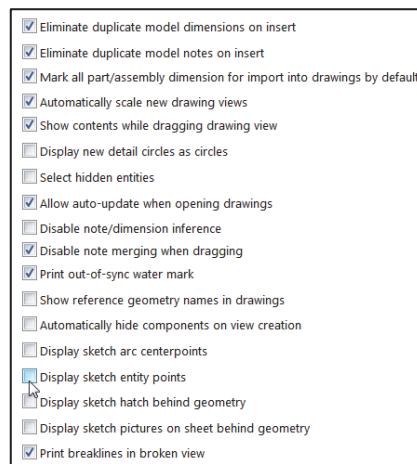 Eliminate duplicate model dimensions on insert
Eliminate duplicate model notes on insert
Mark all part/assembly dimension for import into drawings by default
Automatically scale new drawing views
Show contents while dragging drawing view
Display new detail circles as circles
Select hidden entities
Allow auto-update when opening drawings
Disable note/dimension inference
Disable note merging when dragging
Print out-of-sync water mark
Show reference geometry names in drawings
Automatically hide components on view creation
Display sketch arc centerpoints
Display sketch entity points
Display sketch hatch behind geometry
Display sketch pictures on sheet behind geometry
Print breaklines in broken view